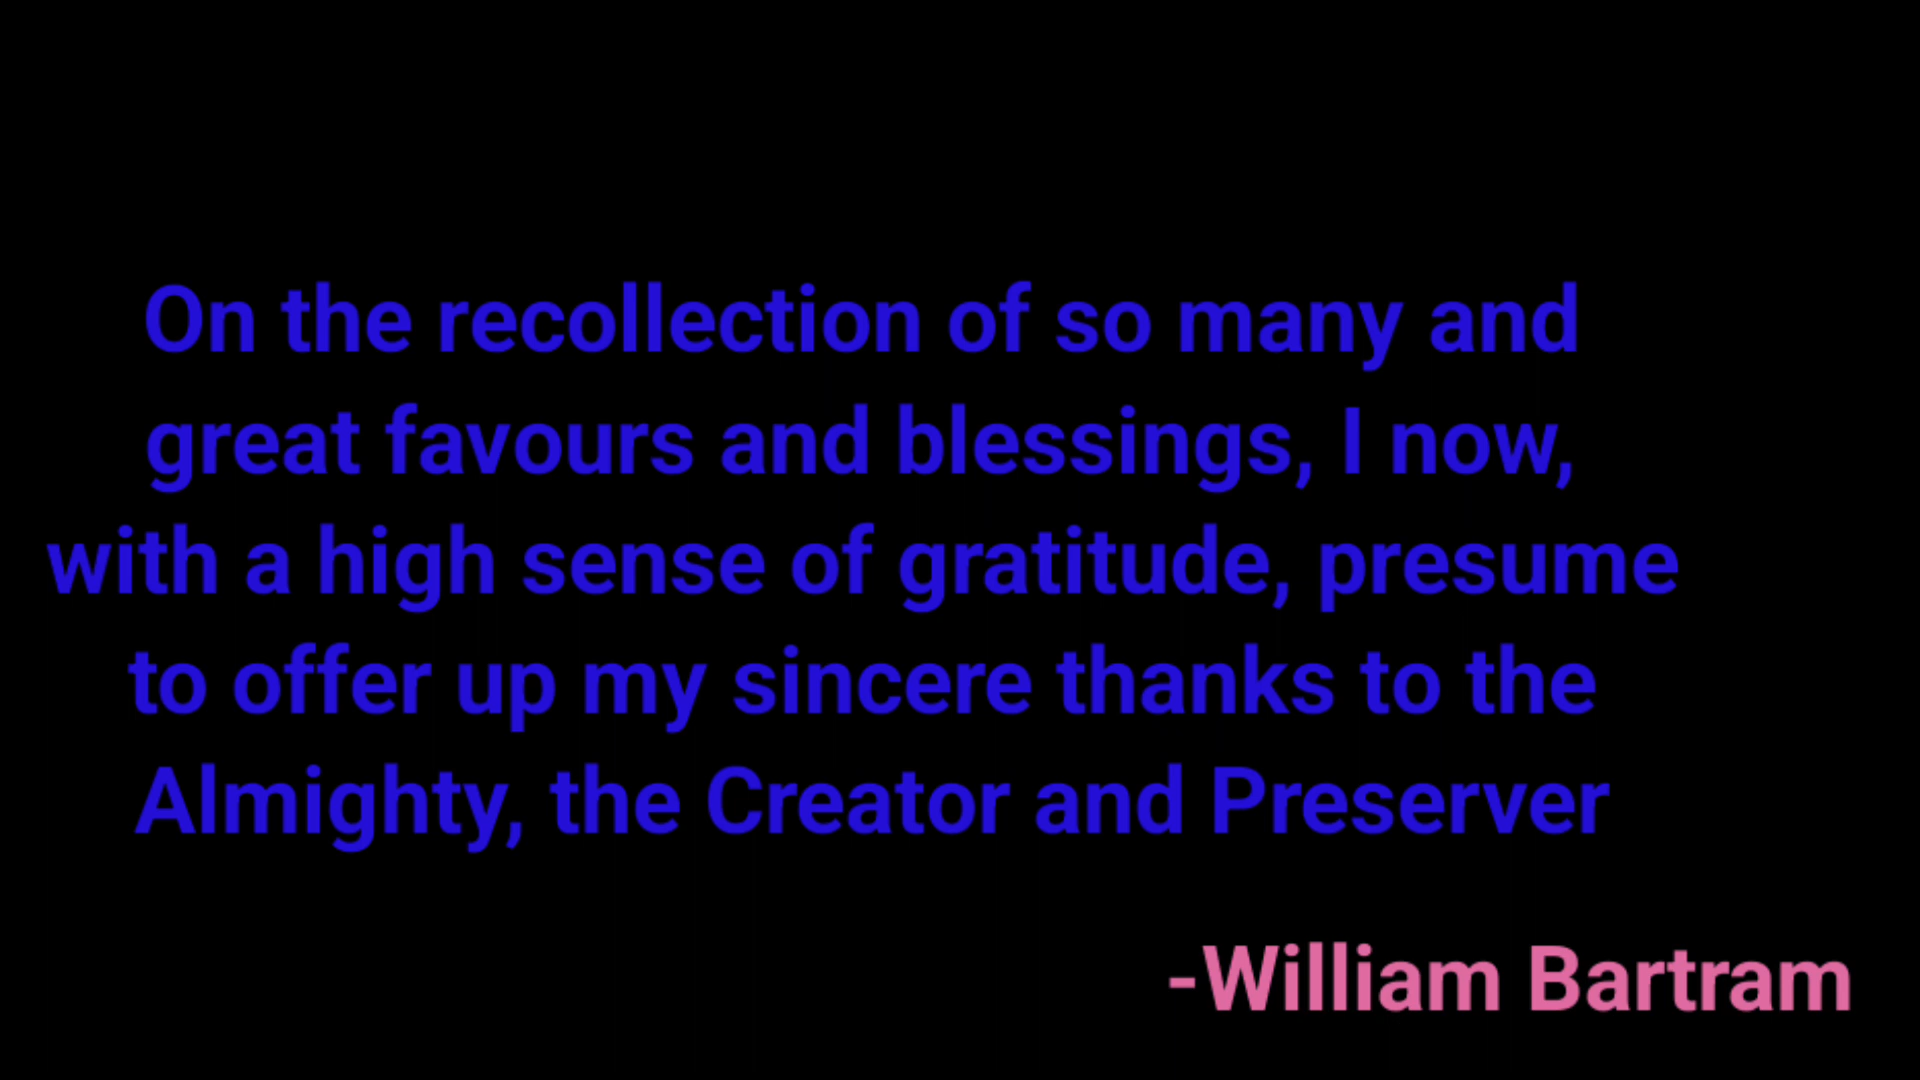 On the recollection of so many and
great favours and blessings, I now,
with a high sense of gratitude, presume
to offer up my sincere thanks to the
Almighty, the Creator and Preserver
-William Bartram